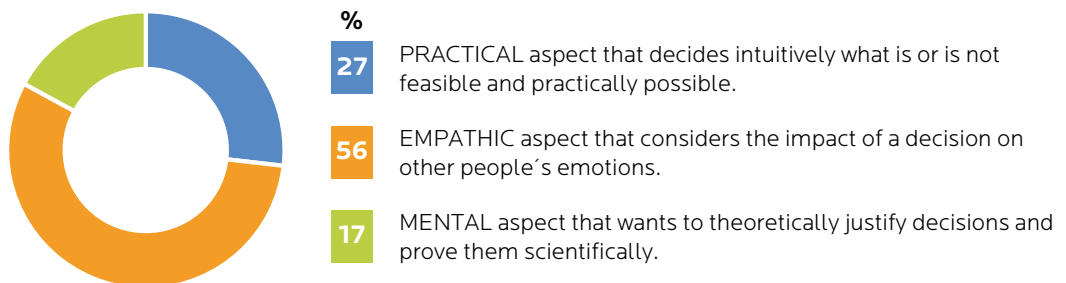 %
27
PRACTICAL aspect that decides intuitively what is or is not
feasible and practically possible.
56
EMPATHIC aspect that considers the impact of a decision on
other people´s emotions.
17
MENTAL aspect that wants to theoretically justify decisions and
prove them scientifically.